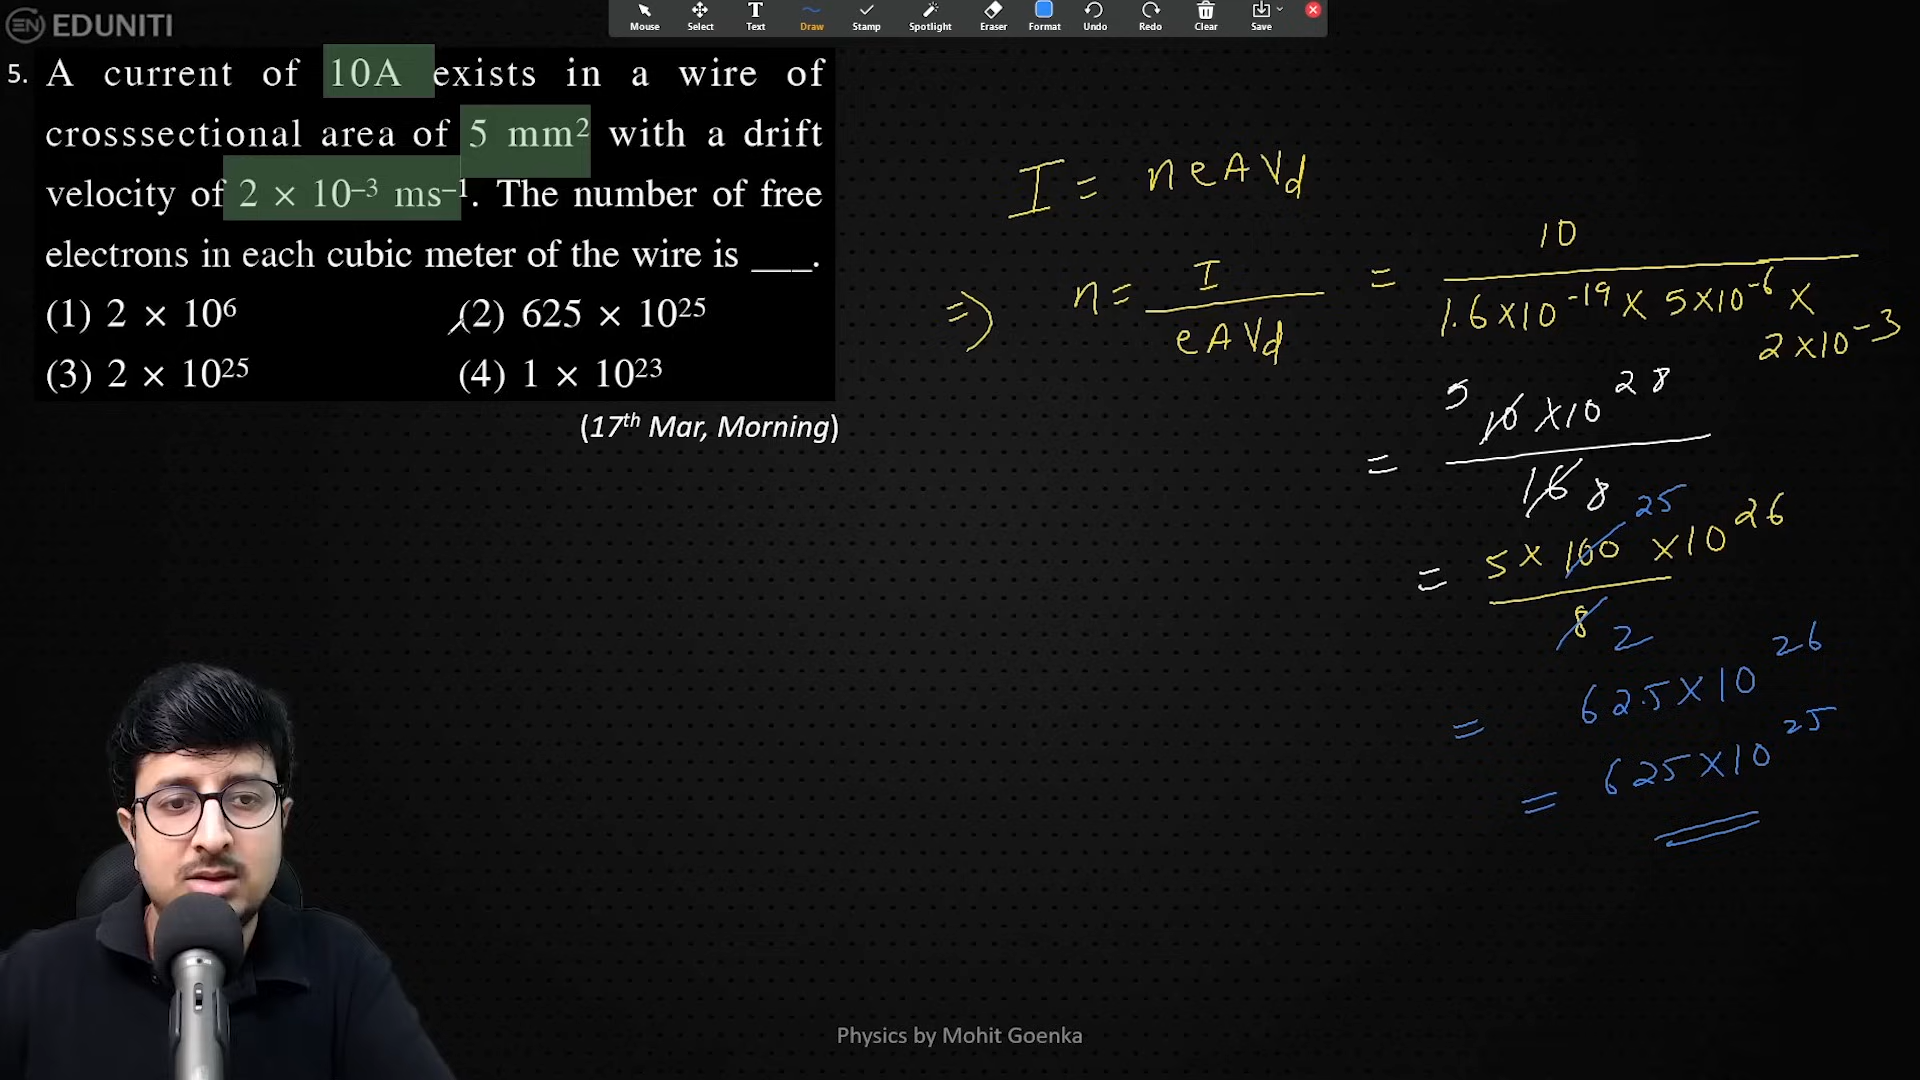 EN EDUNITI
Mouse Select Text Draw Stamp Spotlight Eraser Format Undo Redo Clear Save
5. A current of 10A exists in a wire of
crosssectional area of 5 mm² with a drift
velocity of 2 × 10⁻³ ms⁻¹. The number of free
electrons in each cubic meter of the wire is ___.
(1) 2 × 10⁶ (2) 625 × 10²⁵
(3) 2 × 10²⁵ (4) 1 × 10²³
(17th Mar, Morning)
I = neAVd
⇒ n = I / eAVd = 10 / 1.6×10⁻¹⁹ × 5×10⁻⁶ × 2×10⁻³
= 5 10 ×10²⁸ / 16 8
= 5 × 100 25 ×10²⁶ / 8 2
= 62.5×10²⁶
= 625×10²⁵
Physics by Mohit Goenka